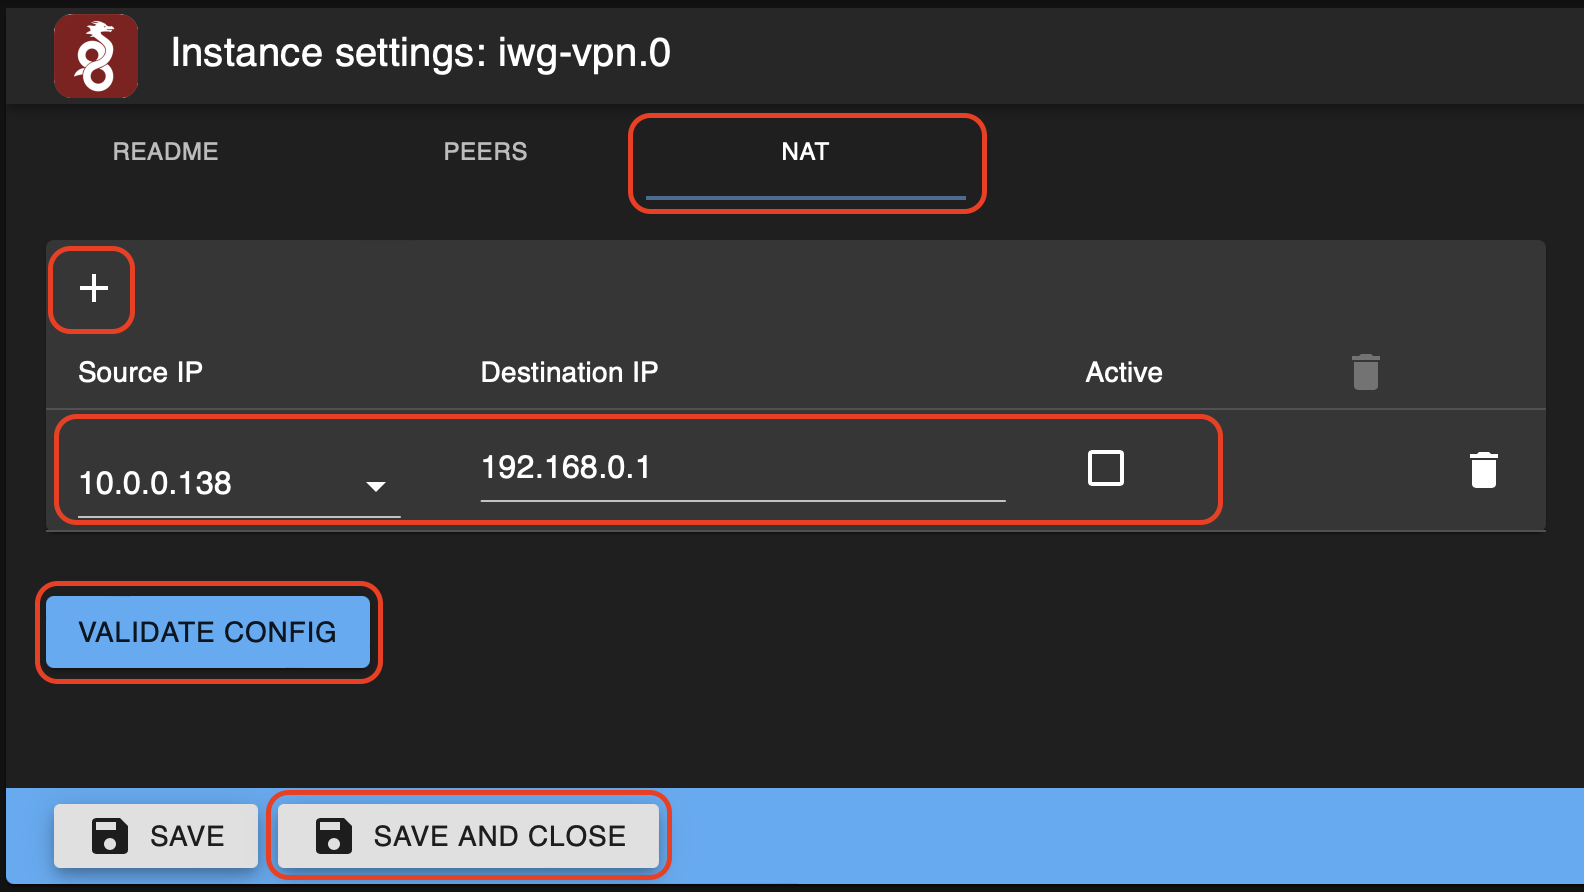 Instance settings: iwg-vpn.0
README PEERS NAT
Source IP Destination IP Active
10.0.0.138 192.168.0.1
VALIDATE CONFIG
SAVE SAVE AND CLOSE